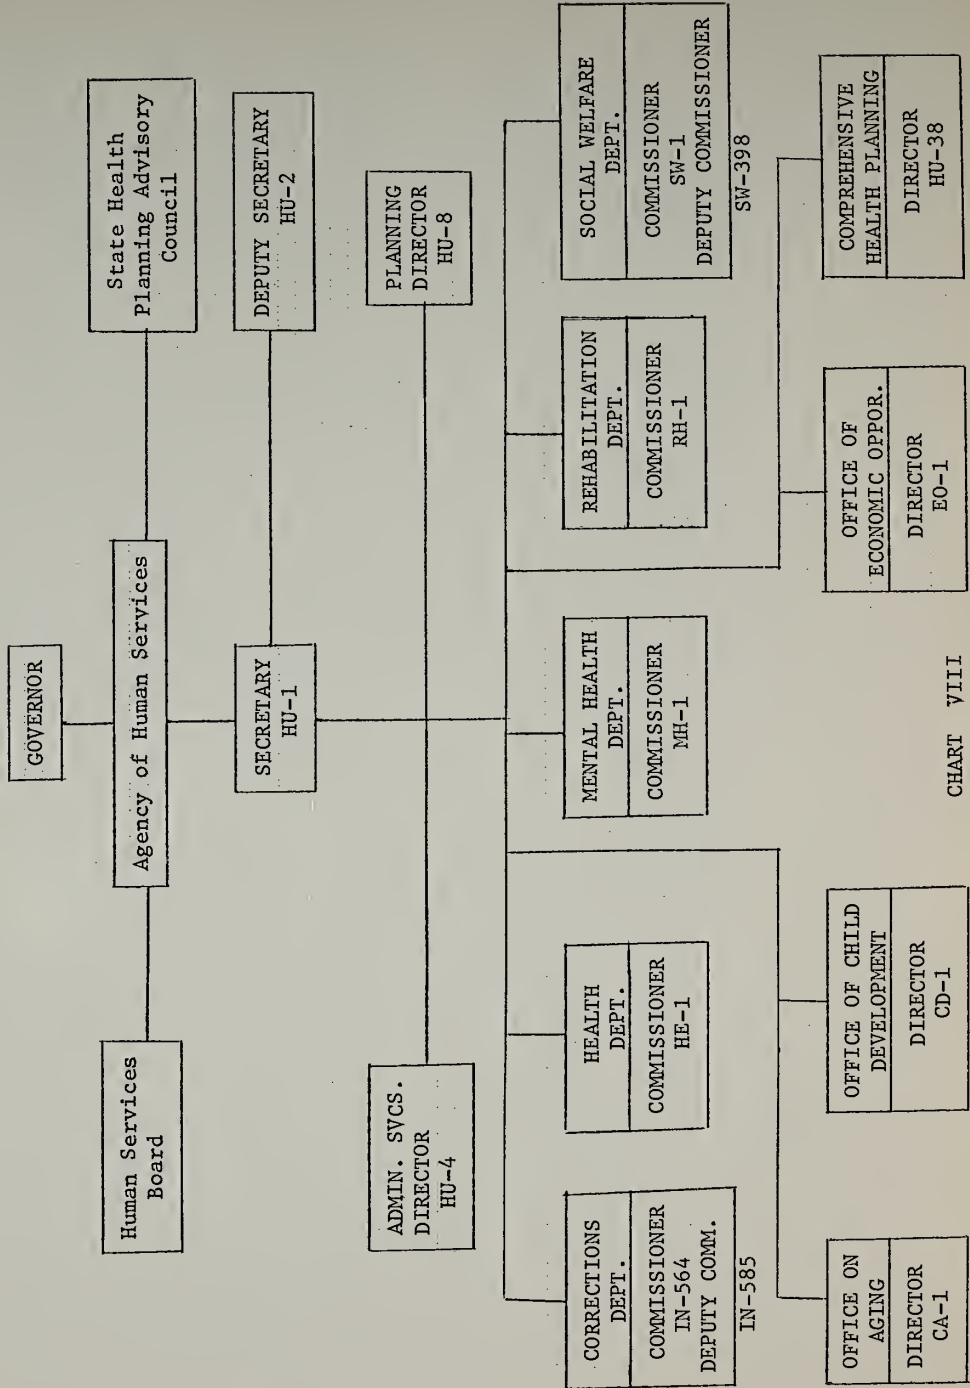 GOVERNOR
Human Services
Board
Agency of Human Services
State Health
Planning Advisory
Council
SECRETARY
HU-1
DEPUTY SECRETARY
HU-2
ADMIN. SVCS.
DIRECTOR
HU-4
PLANNING
DIRECTOR
HU-8
CORRECTIONS
DEPT.
COMMISSIONER
IN-564
DEPUTY COMM.
IN-585
HEALTH
DEPT.
COMMISSIONER
HE-1
MENTAL HEALTH
DEPT.
COMMISSIONER
MH-1
REHABILITATION
DEPT.
COMMISSIONER
RH-1
SOCIAL WELFARE
DEPT.
COMMISSIONER
SW-1
DEPUTY COMMISSIONER
SW-398
OFFICE ON
AGING
DIRECTOR
CA-1
OFFICE OF CHILD
DEVELOPMENT
DIRECTOR
CD-1
OFFICE OF
ECONOMIC OPPOR.
DIRECTOR
EO-1
COMPREHENSIVE
HEALTH PLANNING
DIRECTOR
HU-38
CHART VIII